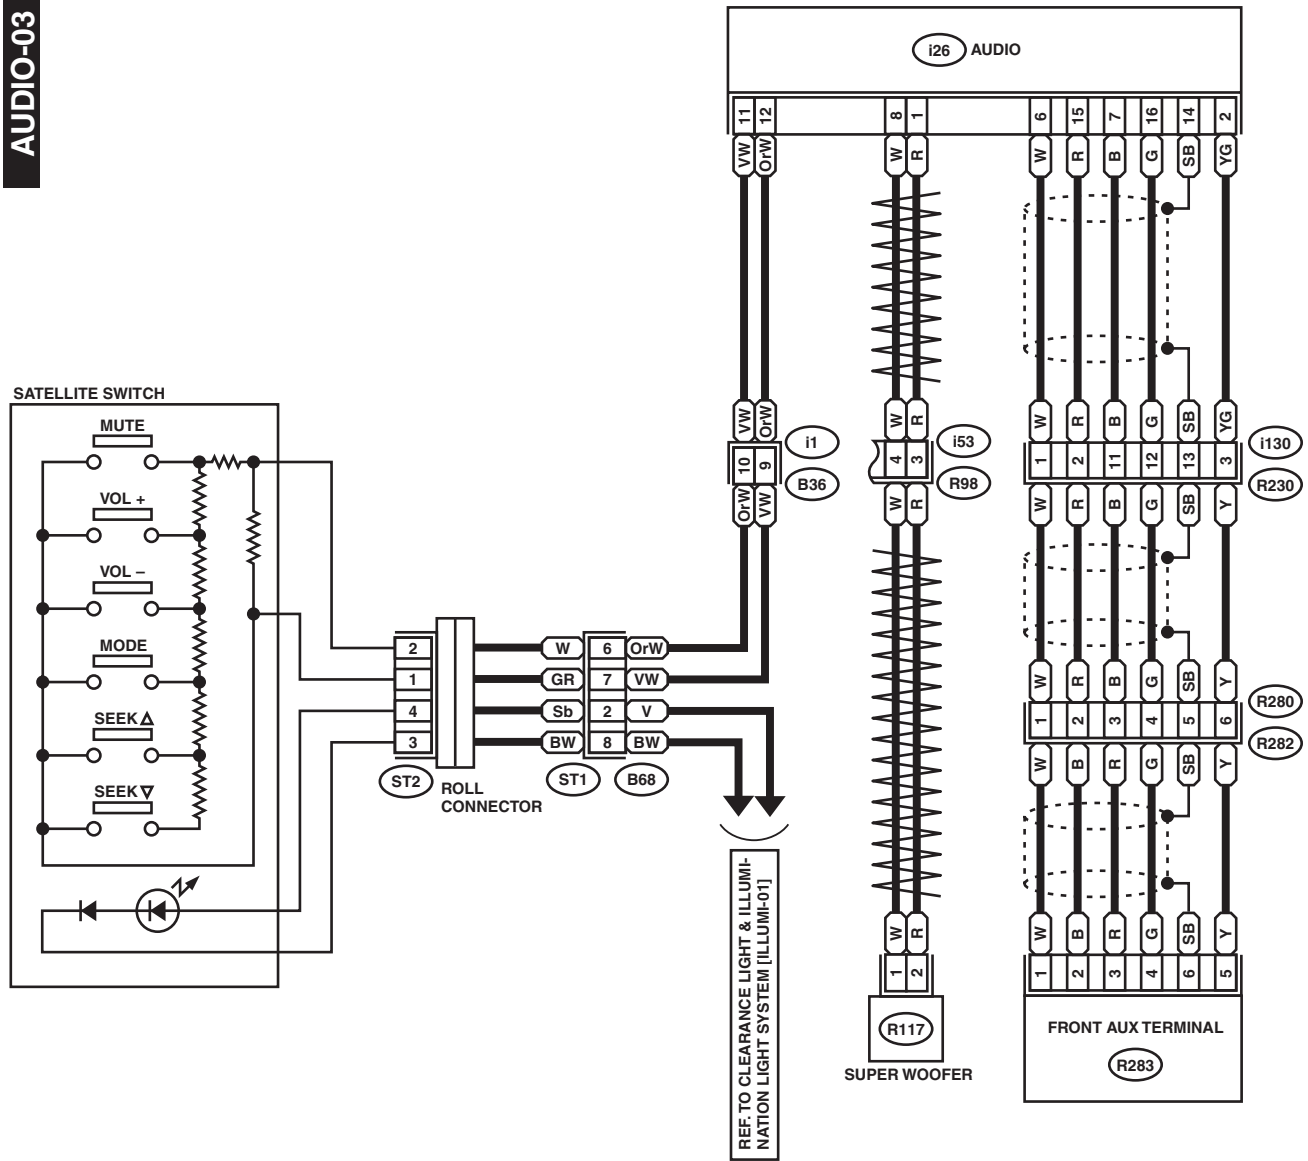 AUDIO-03
i26 AUDIO
11 12 8 1 6 15 7 16 14 2
VW OrW W R W R B G SB YG
SATELLITE SWITCH
MUTE
VOL +
VOL –
MODE
SEEK △
SEEK ▽
VW OrW W R W R B G SB YG
i1 i53 i130
10 9 4 3 1 2 11 12 13 3
B36 R98 R230
OrW VW W R W R B G SB Y
2 W 6 OrW
1 GR 7 VW
4 Sb 2 V
3 BW 8 BW
ST2 ROLL
CONNECTOR
ST1 B68
W R B G SB Y
R280
1 2 3 4 5 6
R282
W B R G SB Y
REF. TO CLEARANCE LIGHT & ILLUMI-
NATION LIGHT SYSTEM [ILLUMI-01]
W R W B R G SB Y
1 2 1 2 3 4 6 5
R117
SUPER WOOFER
FRONT AUX TERMINAL
R283